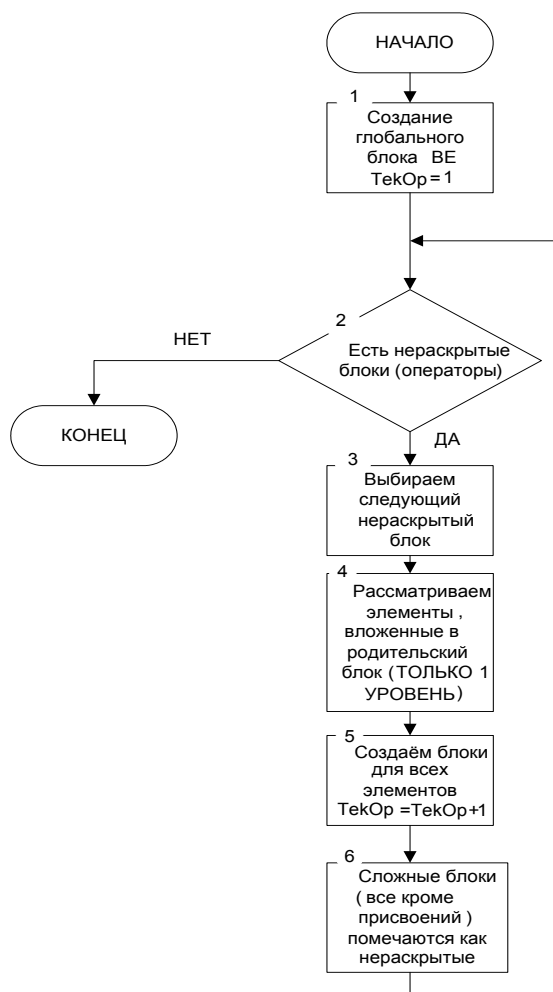 НАЧАЛО
1
Создание
глобального
блока BE
TekOp = 1
2
НЕТ
Есть нераскрытые
блоки (операторы)
КОНЕЦ
ДА
3
Выбираем
следующий
нераскрытый
блок
4
Рассматриваем
элементы ,
вложенные в
родительский
блок (ТОЛЬКО 1
УРОВЕНЬ)
5
Создаём блоки
для всех
элементов
TekOp =TekOp+1
6
Сложные блоки
( все кроме
присвоений )
помечаются как
нераскрытые